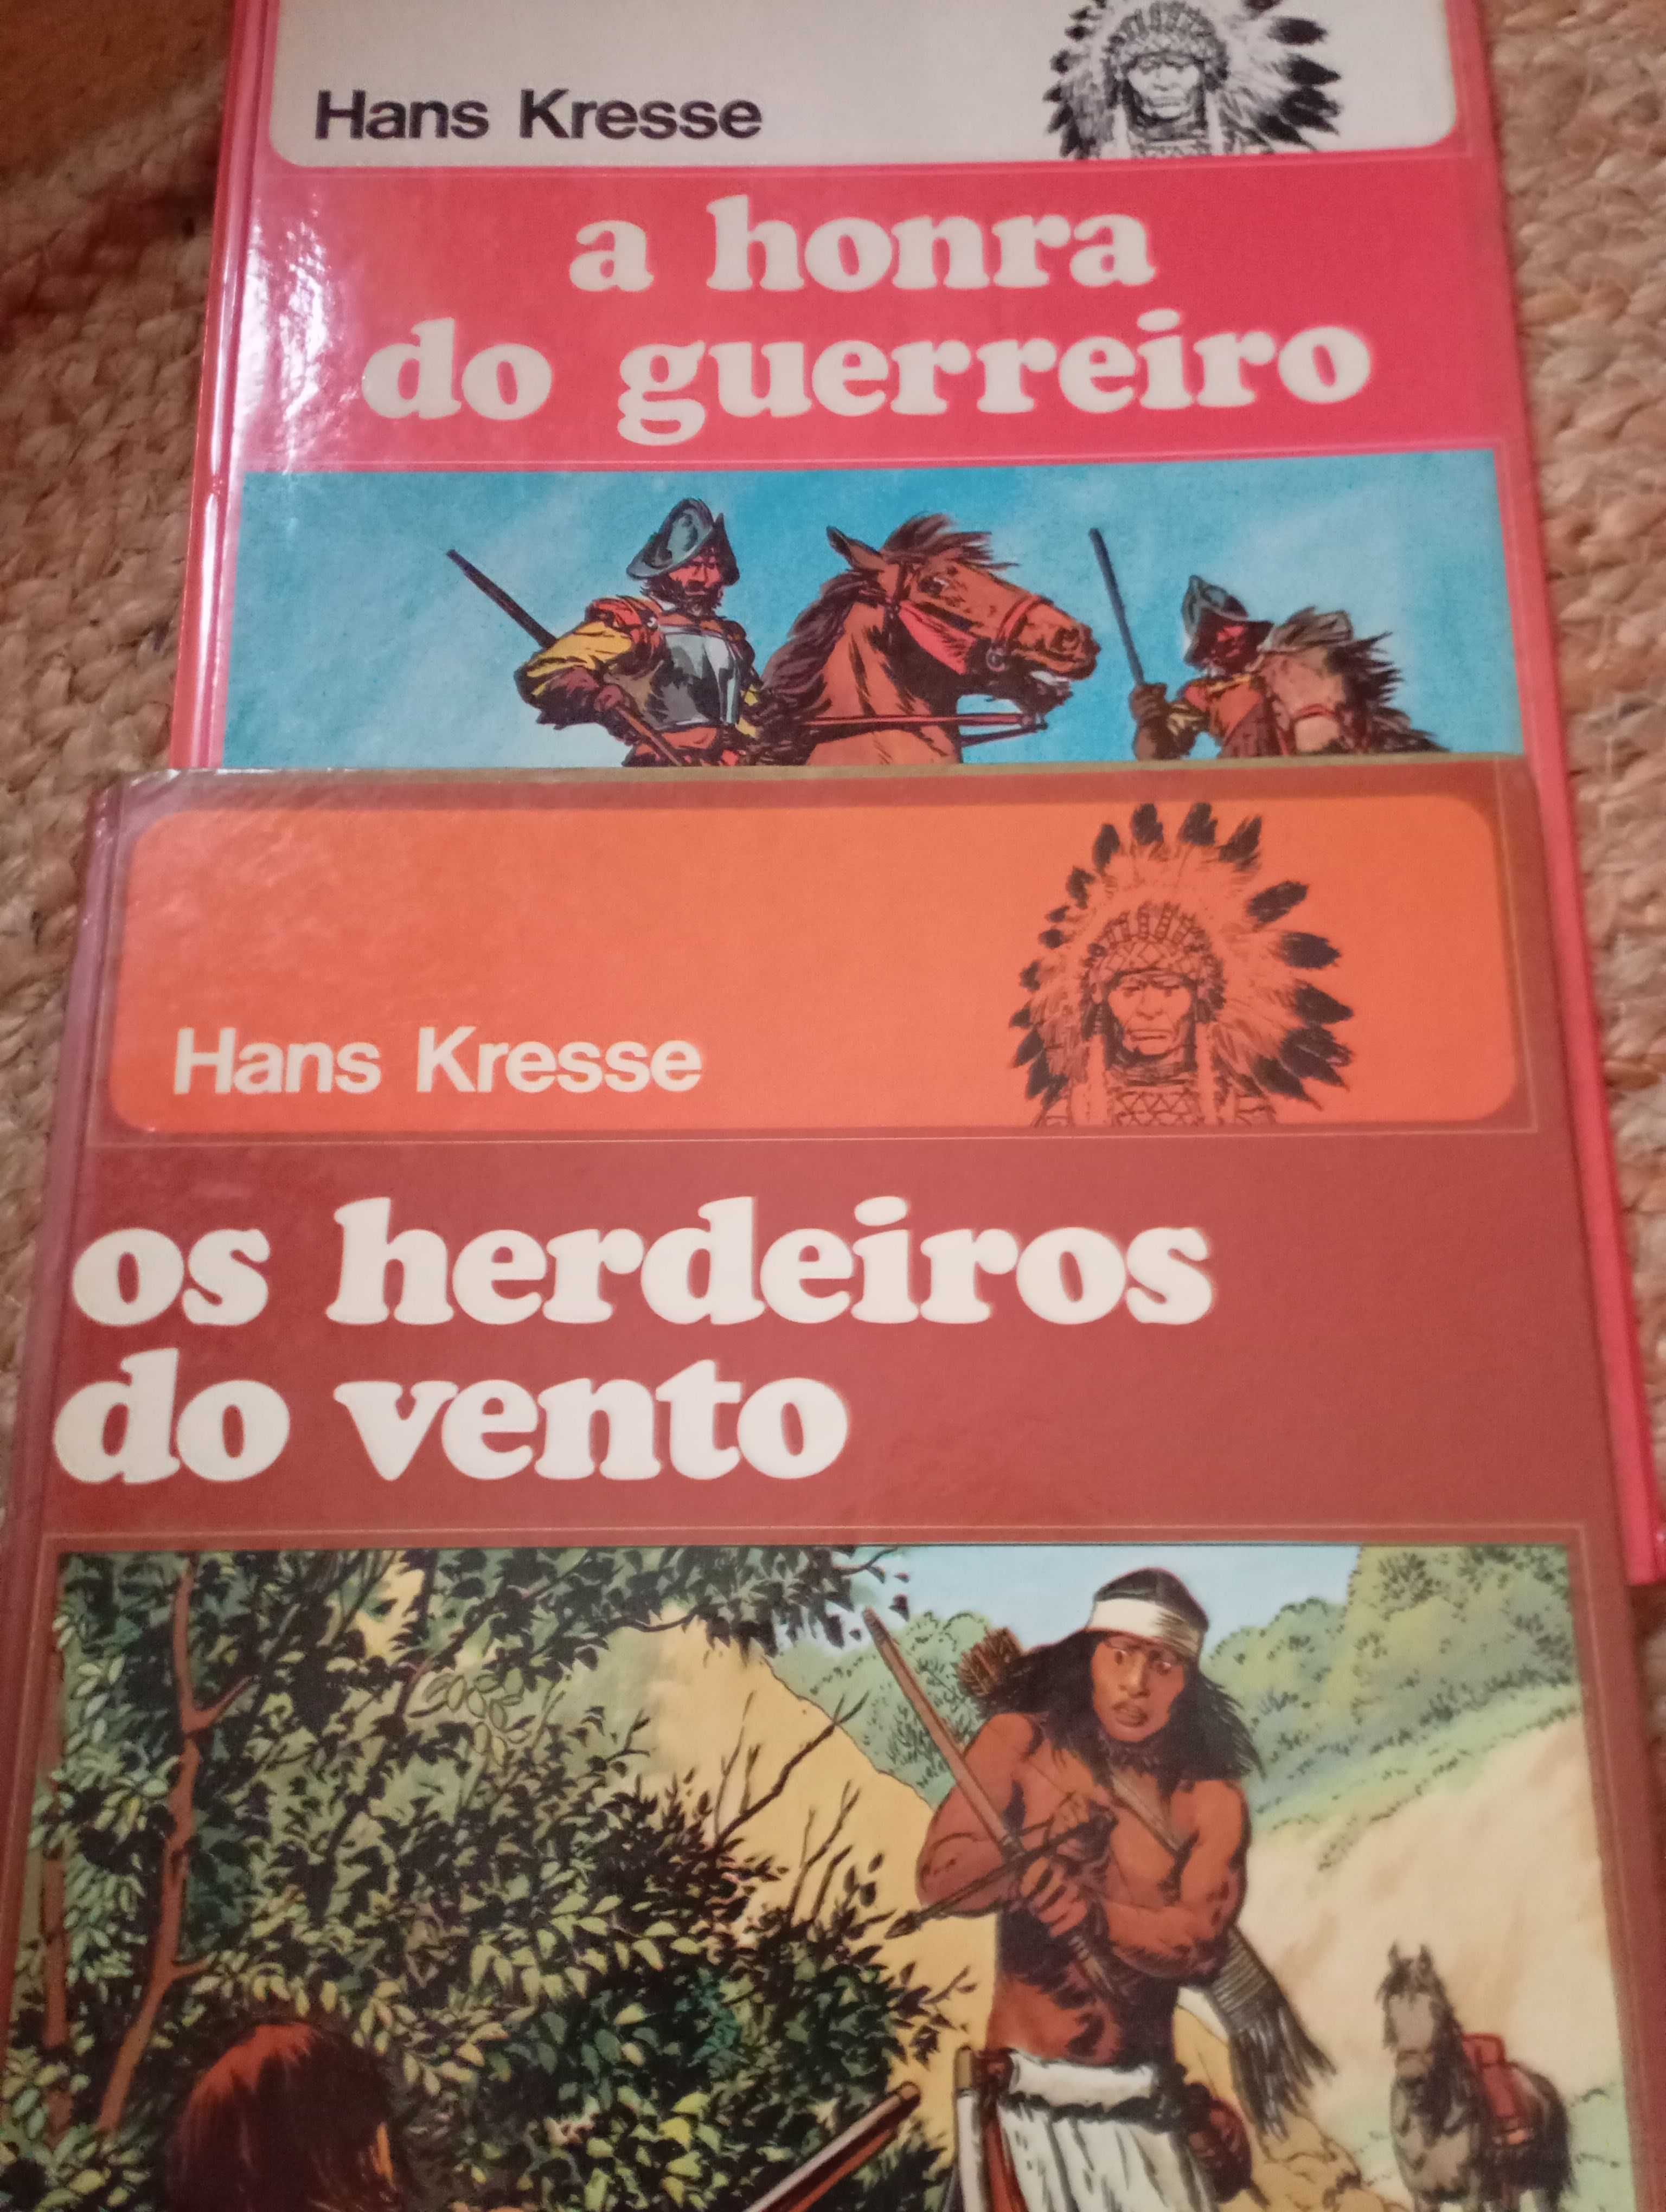 Hans Kresse
a honra
do guerreiro
Hans Kresse
os herdeiros
do vento